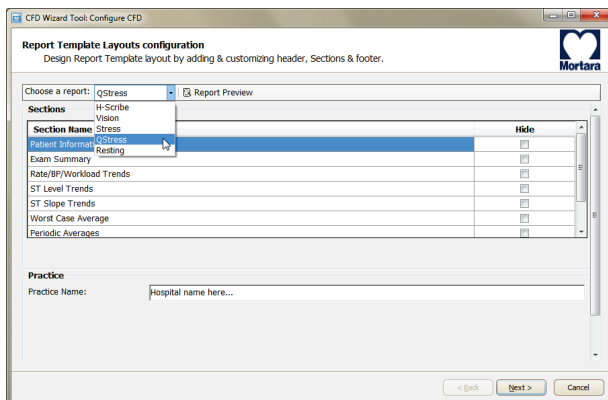 CFD Wizard Tool: Configure CFD
Report Template Layouts configuration
Design Report Template layout by adding & customizing header, Sections & footer.
Mortara
Choose a report: QStress Report Preview
H-Scribe
Vision
Stress
QStress
Resting
Sections
Section Name Hide
Patient Informati
Exam Summary
Rate/BP/Workload Trends
ST Level Trends
ST Slope Trends
Worst Case Average
Periodic Averages
Practice
Practice Name: Hospital name here...
< Back Next > Cancel